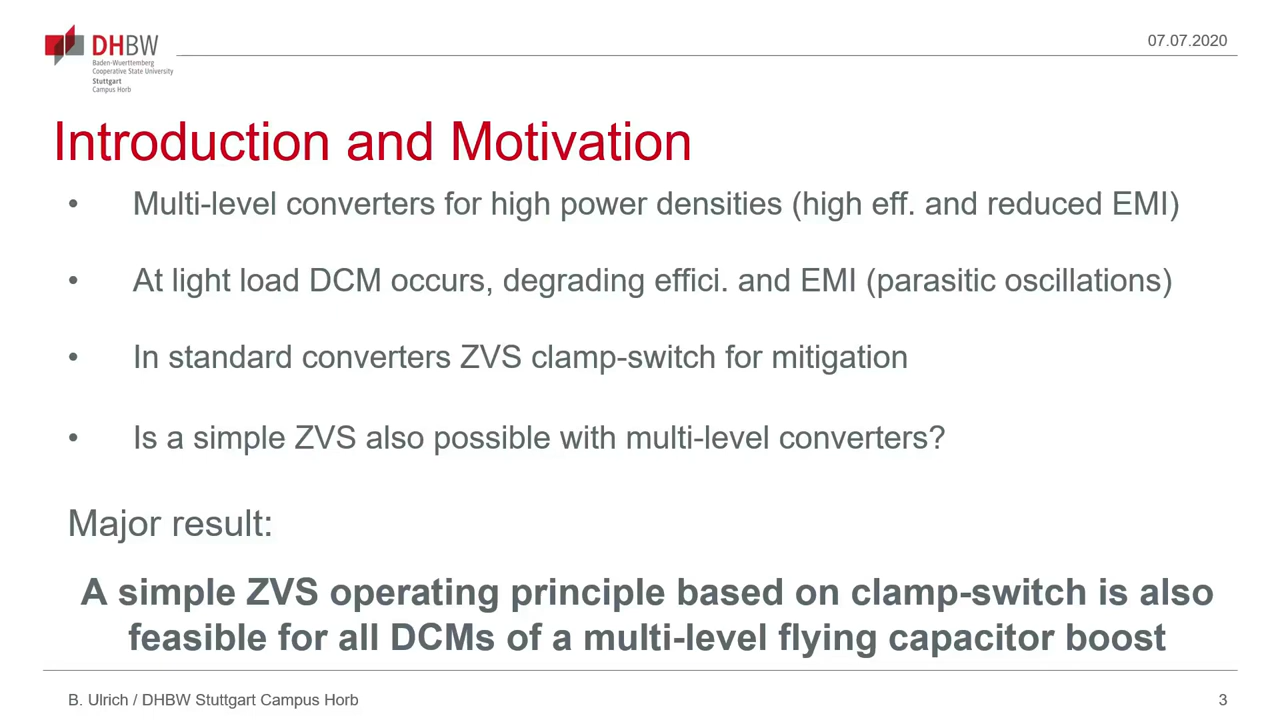 DHBW
Baden-Wuerttemberg
Cooperative State University
Stuttgart
Campus Horb
07.07.2020
Introduction and Motivation
• Multi-level converters for high power densities (high eff. and reduced EMI)
• At light load DCM occurs, degrading effici. and EMI (parasitic oscillations)
• In standard converters ZVS clamp-switch for mitigation
• Is a simple ZVS also possible with multi-level converters?
Major result:
A simple ZVS operating principle based on clamp-switch is also
feasible for all DCMs of a multi-level flying capacitor boost
B. Ulrich / DHBW Stuttgart Campus Horb
3